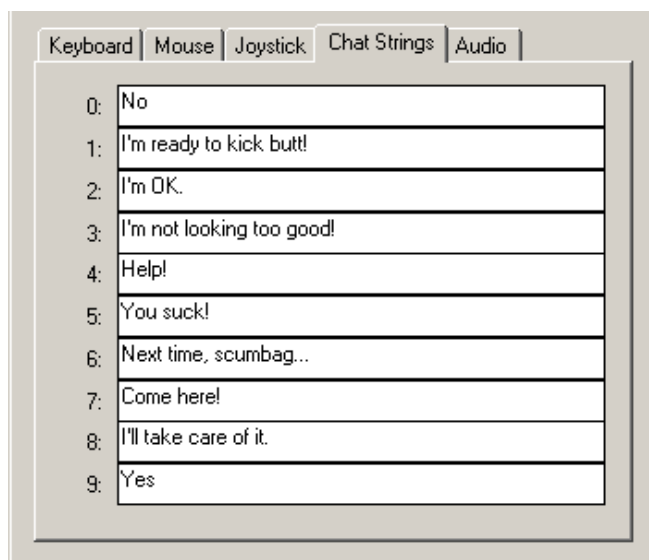 Keyboard Mouse Joystick Chat Strings Audio
0: No
1: I'm ready to kick butt!
2: I'm OK.
3: I'm not looking too good!
4: Help!
5: You suck!
6: Next time, scumbag...
7: Come here!
8: I'll take care of it.
9: Yes